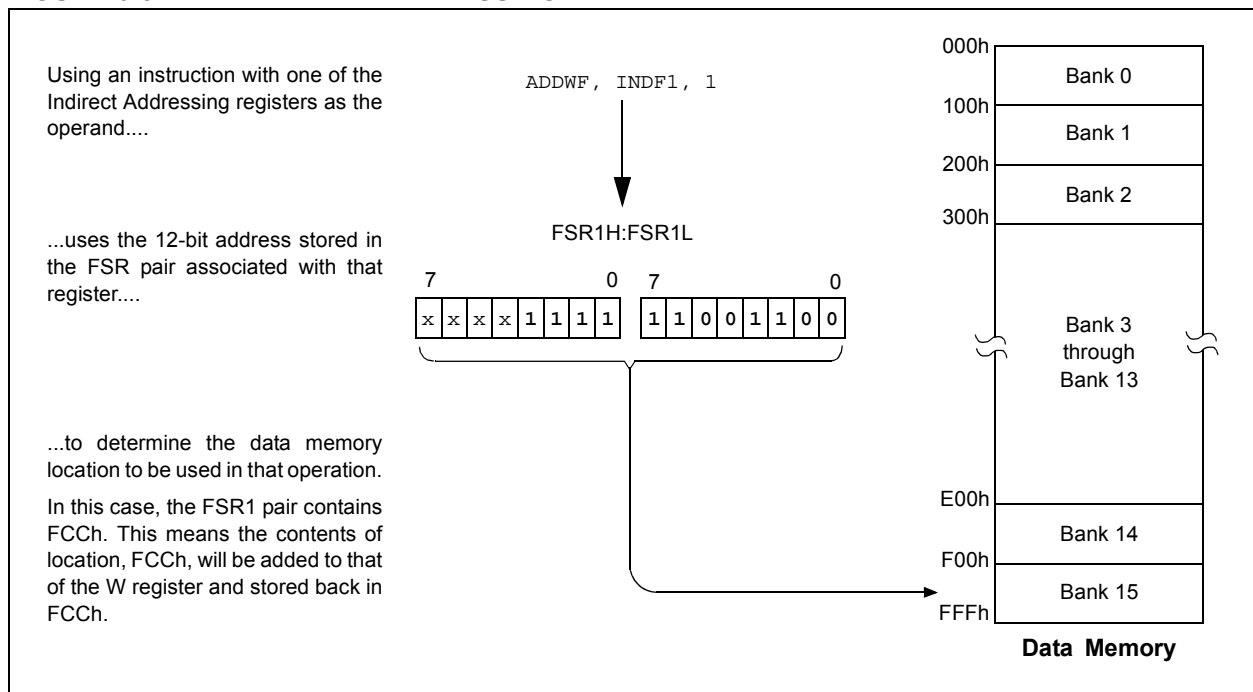 Using an instruction with one of the
Indirect Addressing registers as the
operand....
ADDWF, INDF1, 1
...uses the 12-bit address stored in
the FSR pair associated with that
register....
FSR1H:FSR1L
7 0 7 0
x x x x 1 1 1 1 1 1 0 0 1 1 0 0
...to determine the data memory
location to be used in that operation.
In this case, the FSR1 pair contains
FCCh. This means the contents of
location, FCCh, will be added to that
of the W register and stored back in
FCCh.
000h
Bank 0
100h
Bank 1
200h
Bank 2
300h
Bank 3
through
Bank 13
E00h
Bank 14
F00h
Bank 15
FFFh
Data Memory